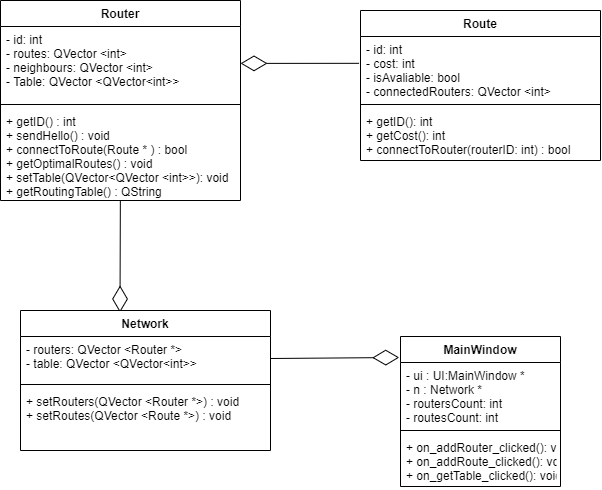 Router
- id: int
- routes: QVector <int>
- neighbours: QVector <int>
- Table: QVector <QVector<int>>
+ getID() : int
+ sendHello() : void
+ connectToRoute(Route * ) : bool
+ getOptimalRoutes() : void
+ setTable(QVector<QVector <int>>): void
+ getRoutingTable() : QString
Route
- id: int
- cost: int
- isAvaliable: bool
- connectedRouters: QVector <int>
+ getID(): int
+ getCost(): int
+ connectToRouter(routerID: int) : bool
Network
- routers: QVector <Router *>
- table: QVector <QVector<int>>
+ setRouters(QVector <Router *>) : void
+ setRoutes(QVector <Route *>) : void
MainWindow
- ui : UI:MainWindow *
- n : Network *
- routersCount: int
- routesCount: int
+ on_addRouter_clicked(): v
+ on_addRoute_clicked(): vo
+ on_getTable_clicked(): voi